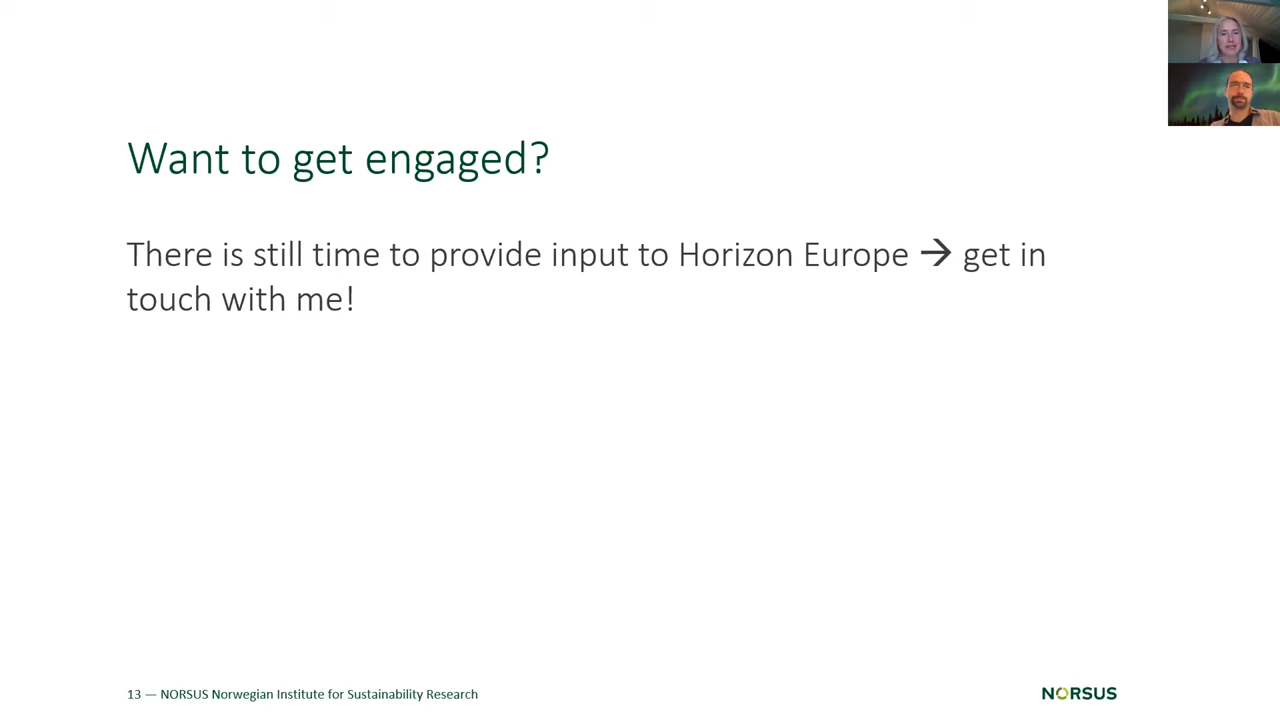 Want to get engaged?
There is still time to provide input to Horizon Europe → get in
touch with me!
13 — NORSUS Norwegian Institute for Sustainability Research
NORSUS